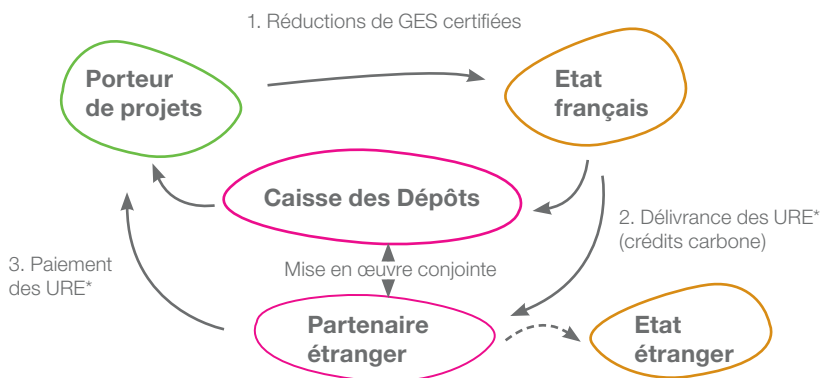 1. Réductions de GES certifiées
Porteur
de projets
Etat
français
Caisse des Dépôts
2. Délivrance des URE*
(crédits carbone)
3. Paiement
des URE*
Mise en œuvre conjointe
Partenaire
étranger
Etat
étranger